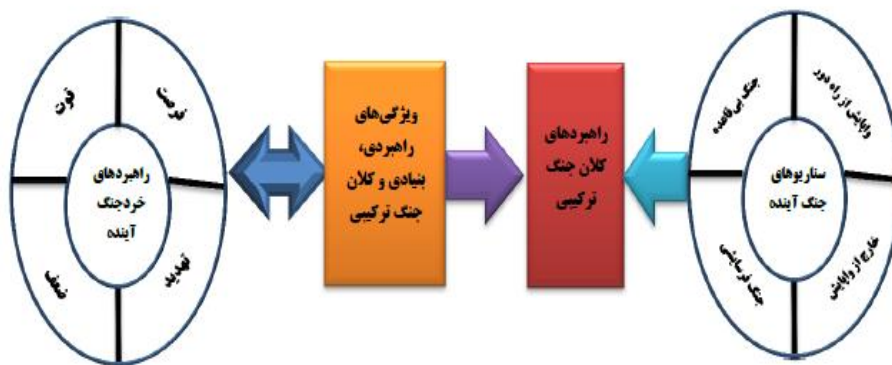 جنگ بی‌قاعده
واپایش از راه دور
سناریوهای
جنگ آینده
جنگ فرسایشی
خارج از واپایش
راهبردهای
کلان جنگ
ترکیبی
ویژگی‌های
راهبردی،
بنیادی و کلان
جنگ ترکیبی
قوت
فرصت
راهبردهای
خردجنگ
آینده
ضعف
تهدید